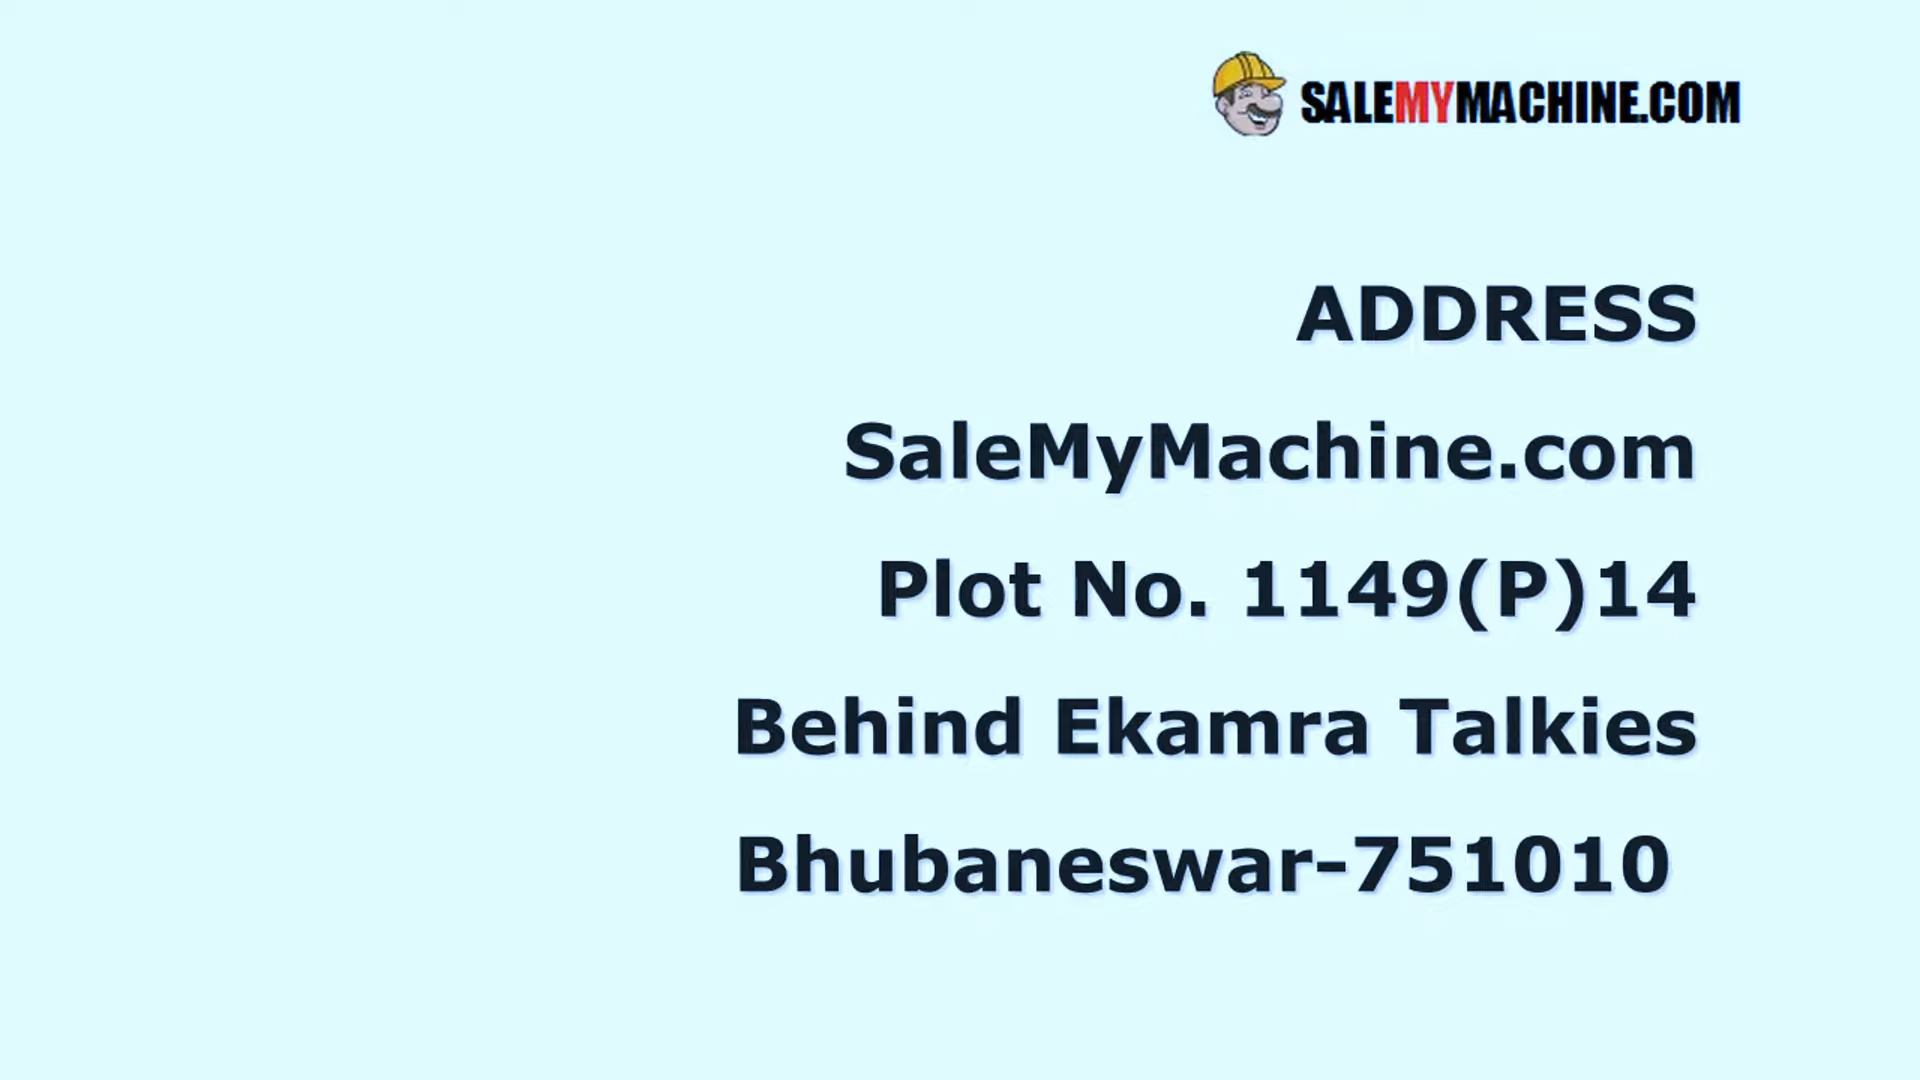 SALEMYMACHINE.COM
ADDRESS
SaleMyMachine.com
Plot No. 1149(P)14
Behind Ekamra Talkies
Bhubaneswar-751010